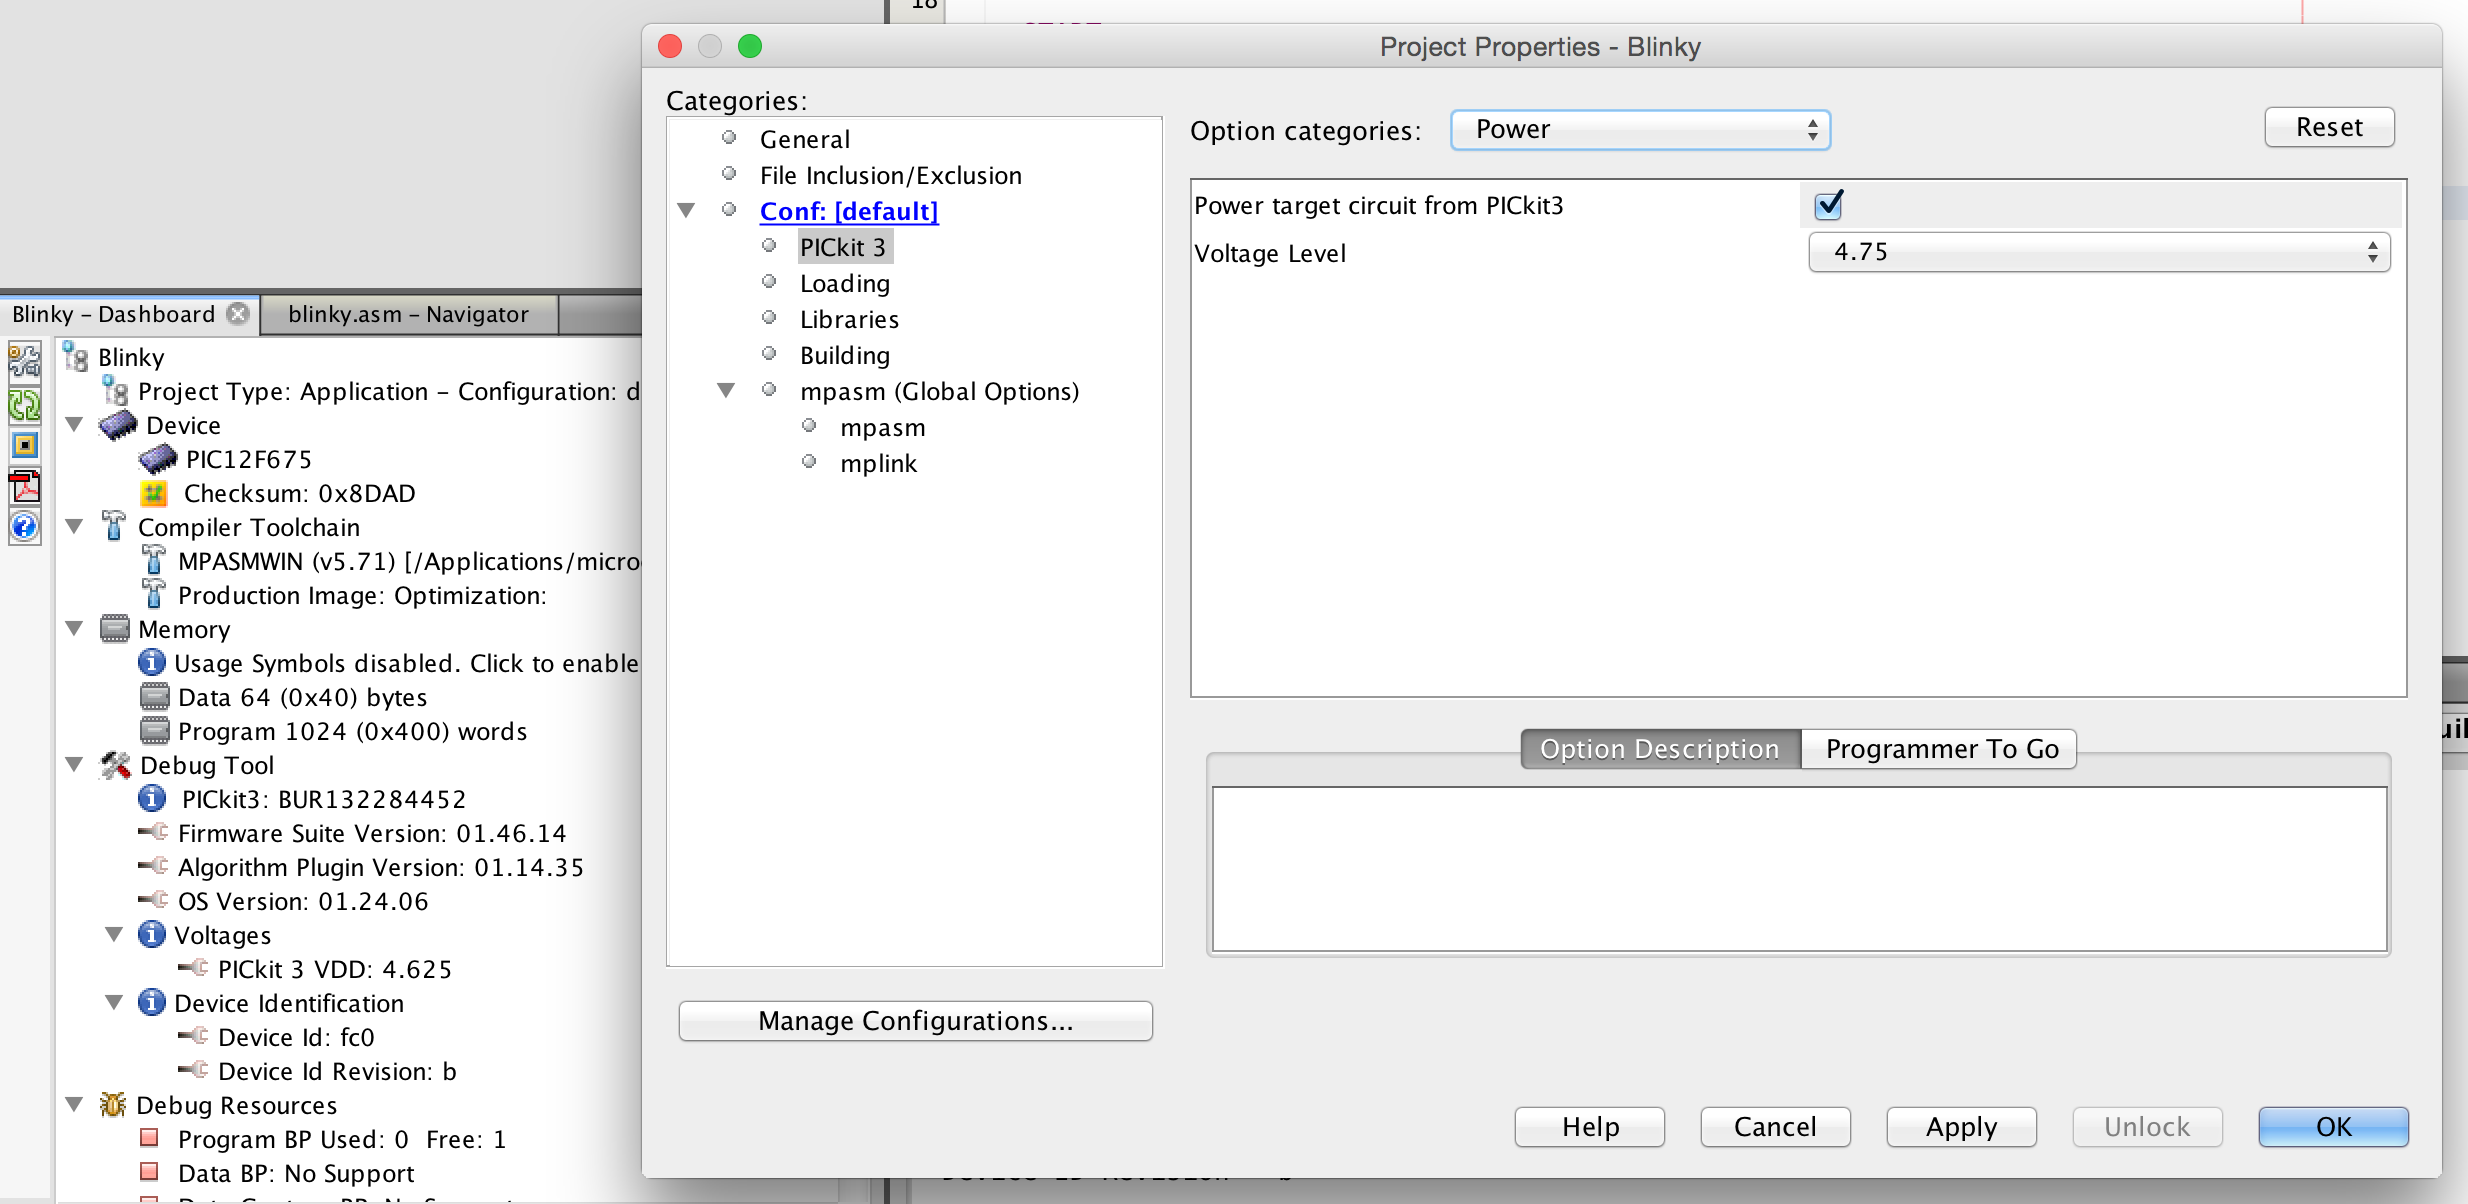 18
Project Properties - Blinky
Categories:
General
File Inclusion/Exclusion
Conf: [default]
PICkit 3
Loading
Libraries
Building
mpasm (Global Options)
mpasm
mplink
Manage Configurations...
Option categories:
Power
Reset
Power target circuit from PICkit3
Voltage Level
4.75
Option Description
Programmer To Go
Help
Cancel
Apply
Unlock
OK
Blinky – Dashboard
blinky.asm – Navigator
Blinky
Project Type: Application – Configuration: d
Device
PIC12F675
Checksum: 0x8DAD
Compiler Toolchain
MPASMWIN (v5.71) [/Applications/micro
Production Image: Optimization:
Memory
Usage Symbols disabled. Click to enable
Data 64 (0x40) bytes
Program 1024 (0x400) words
Debug Tool
PICkit3: BUR132284452
Firmware Suite Version: 01.46.14
Algorithm Plugin Version: 01.14.35
OS Version: 01.24.06
Voltages
PICkit 3 VDD: 4.625
Device Identification
Device Id: fc0
Device Id Revision: b
Debug Resources
Program BP Used: 0 Free: 1
Data BP: No Support